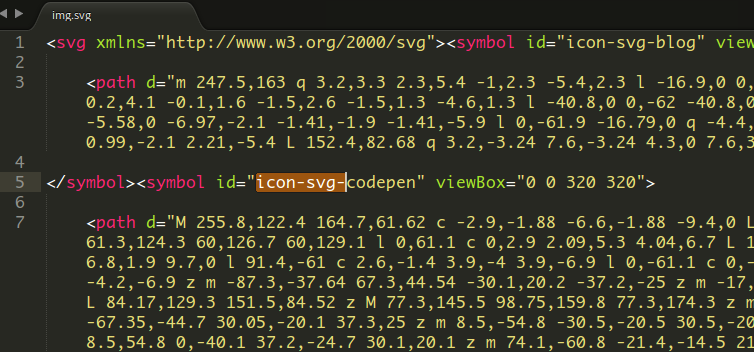 img.svg
1 <svg xmlns="http://www.w3.org/2000/svg"><symbol id="icon-svg-blog" view
2
3 <path d="m 247.5,163 q 3.2,3.3 2.3,5.4 -1,2.3 -5.4,2.3 l -16.9,0 0,
0.2,4.1 -0.1,1.6 -1.5,2.6 -1.5,1.3 -4.6,1.3 l -40.8,0 0,-62 -40.8,0
-5.58,0 -6.97,-2.1 -1.41,-1.9 -1.41,-5.9 l 0,-61.9 -16.79,0 q -4.4,
0.99,-2.1 2.21,-5.4 L 152.4,82.68 q 3.2,-3.24 7.6,-3.24 4.3,0 7.6,3
4
5 </symbol><symbol id="icon-svg-codepen" viewBox="0 0 320 320">
6
7 <path d="M 255.8,122.4 164.7,61.62 c -2.9,-1.88 -6.6,-1.88 -9.4,0 L
61.3,124.3 60,126.7 60,129.1 l 0,61.1 c 0,2.9 2.09,5.3 4.04,6.7 L 1
6.8,1.9 9.7,0 l 91.4,-61 c 2.6,-1.4 3.9,-4 3.9,-6.9 l 0,-61.1 c 0,-
-4.2,-6.9 z m -87.3,-37.64 67.3,44.54 -30.1,20.2 -37.2,-25 z m -17,
L 84.17,129.3 151.5,84.52 z M 77.3,145.5 98.75,159.8 77.3,174.3 z m
-67.35,-44.7 30.05,-20.1 37.3,25 z m 8.5,-54.8 -30.5,-20.5 30.5,-20
8.5,54.8 0,-40.1 37.2,-24.7 30.1,20.1 z m 74.1,-60.8 -21.4,-14.5 21